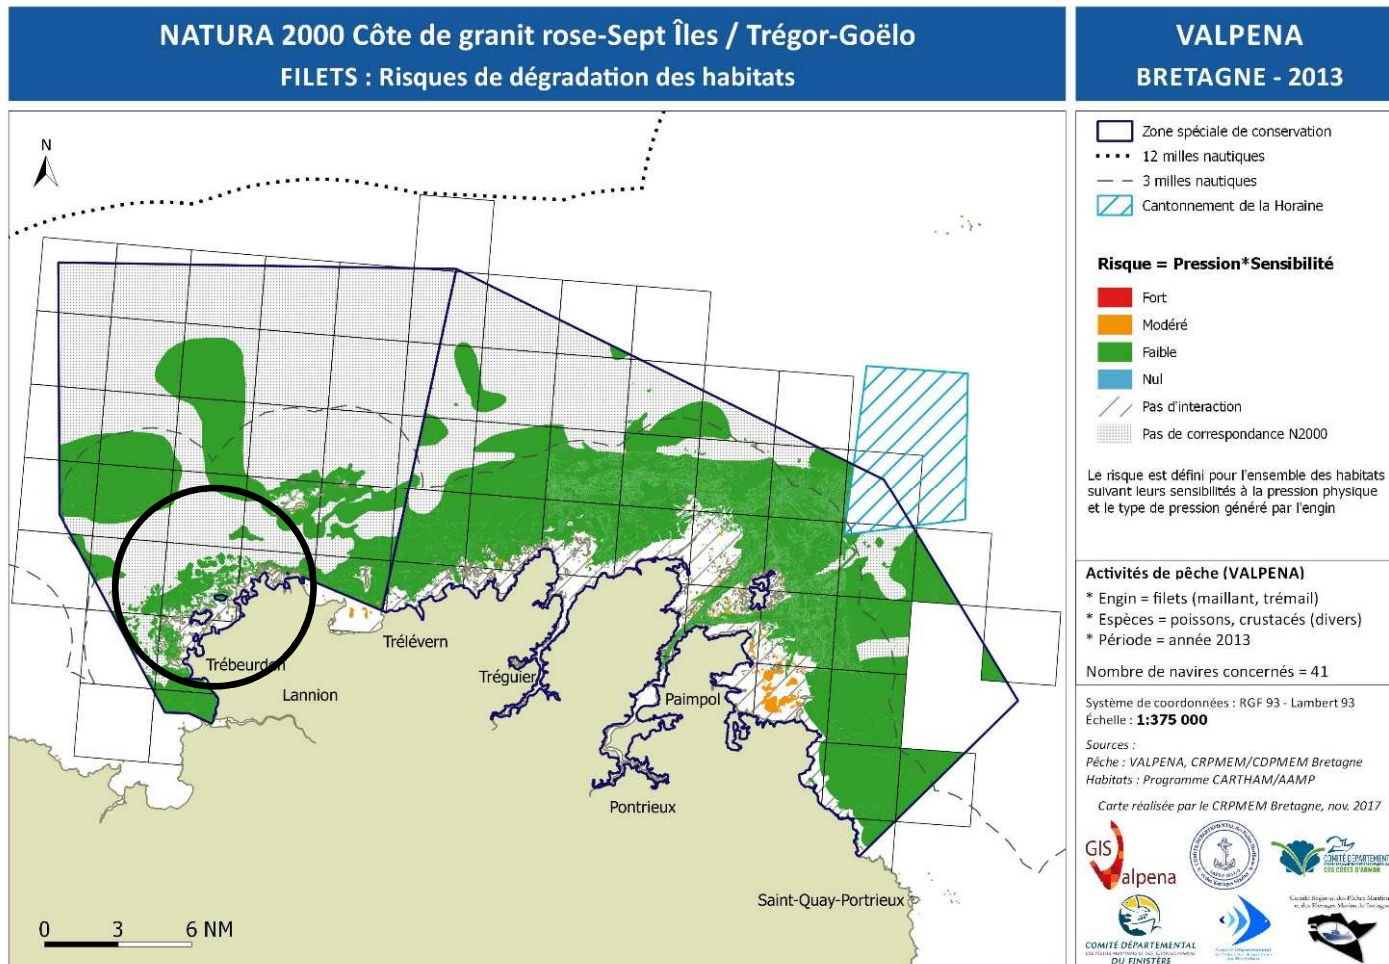 NATURA 2000 Côte de granit rose-Sept Îles / Trégor-Goëlo
FILETS : Risques de dégradation des habitats
VALPENA
BRETAGNE - 2013
N
Trébeurden
Lannion
Trélévern
Tréguier
Paimpol
Pontrieux
Saint-Quay-Portrieux
0 3 6 NM
Zone spéciale de conservation
12 milles nautiques
3 milles nautiques
Cantonnement de la Horaine
Risque = Pression*Sensibilité
Fort
Modéré
Faible
Nul
Pas d'interaction
Pas de correspondance N2000
Le risque est défini pour l'ensemble des habitats
suivant leurs sensibilités à la pression physique
et le type de pression généré par l'engin
Activités de pêche (VALPENA)
* Engin = filets (maillant, trémail)
* Espèces = poissons, crustacés (divers)
* Période = année 2013
Nombre de navires concernés = 41
Système de coordonnées : RGF 93 - Lambert 93
Échelle : 1:375 000
Sources :
Pêche : VALPENA, CRPMEM/CDPMEM Bretagne
Habitats : Programme CARTHAM/AAMP
Carte réalisée par le CRPMEM Bretagne, nov. 2017
GIS
Valpena
COMITÉ DÉPARTEMENT
DES CÔTES D'ARMOR
COMITÉ DÉPARTEMENTAL
DU FINISTÈRE